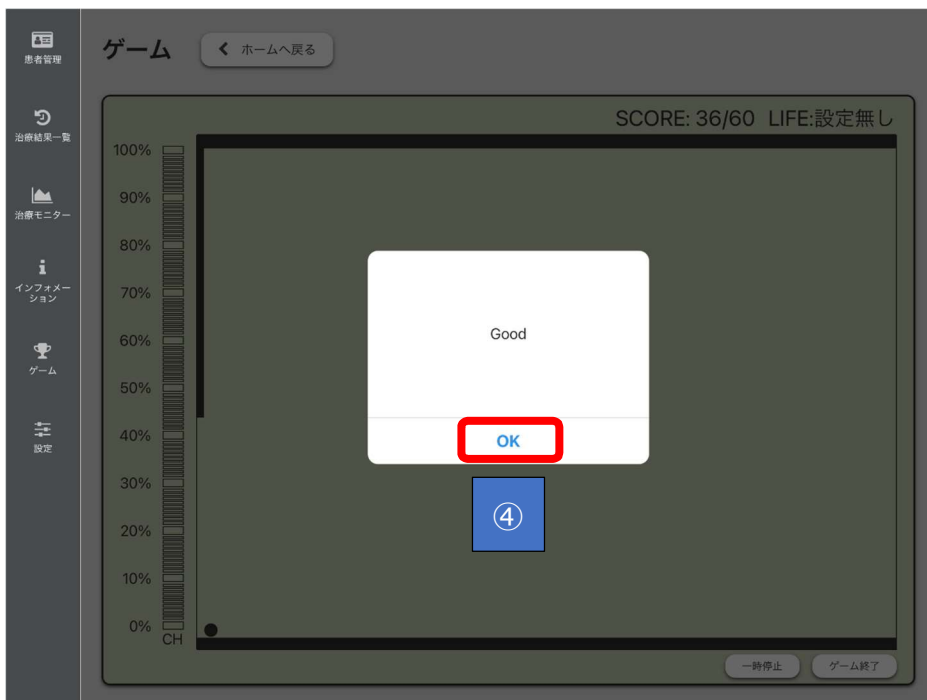 患者管理
治療結果一覧
治療モニター
インフォメー
ション
ゲーム
設定
ゲーム
ホームへ戻る
SCORE: 36/60 LIFE:設定無し
100%
90%
80%
70%
60%
50%
40%
30%
20%
10%
0%
CH
Good
OK
④
一時停止
ゲーム終了